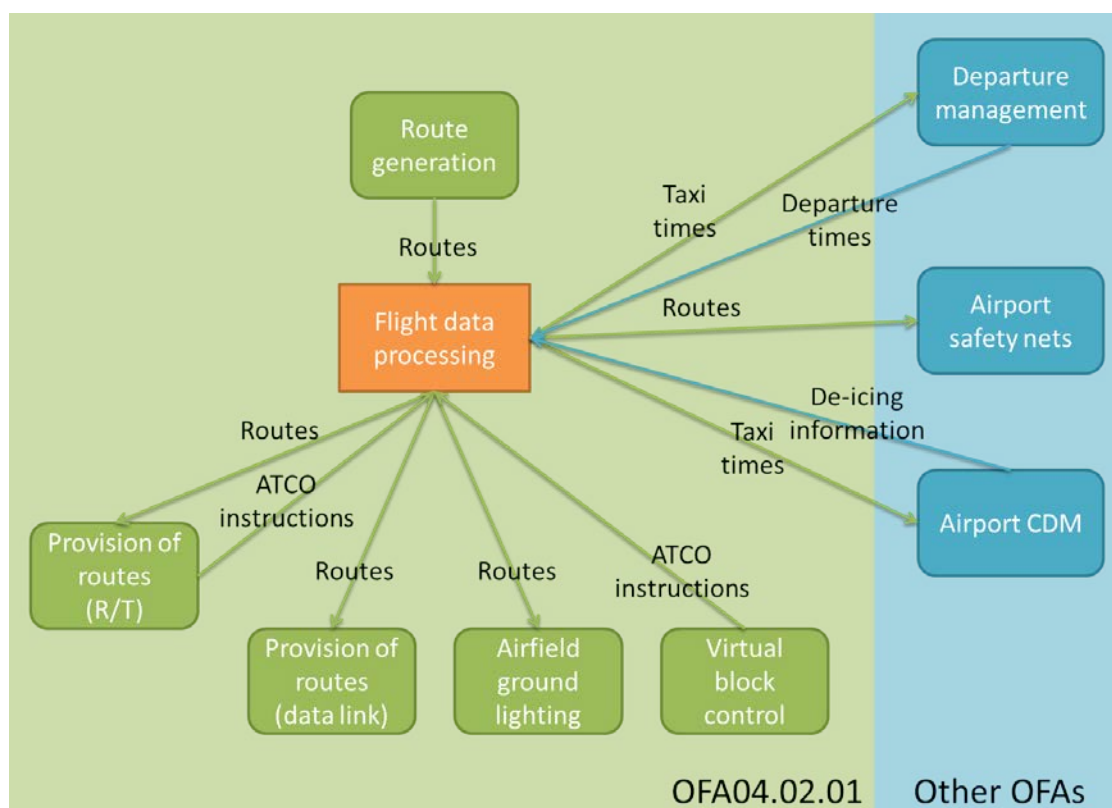 Departure
management
Route
generation
Taxi
times
Departure
times
Routes
Flight data
processing
Routes
Airport
safety nets
De-icing
information
Taxi
times
Airport CDM
Routes
ATCO
instructions
Provision of
routes
(R/T)
Routes
Routes
ATCO
instructions
Provision of
routes
(data link)
Airfield
ground
lighting
Virtual
block
control
OFA04.02.01
Other OFAs